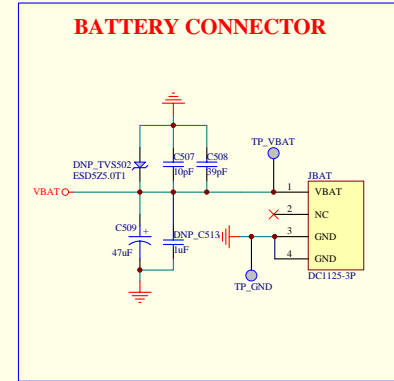 BATTERY CONNECTOR
TP_VBAT
DNP_TVS502
ESD5Z5.0T1
C507
10pF
C508
39pF
JBAT
VBAT
1 VBAT
2 NC
3 GND
4 GND
C509
+
47uF
DNP_C513
1uF
TP_GND
DC1125-3P